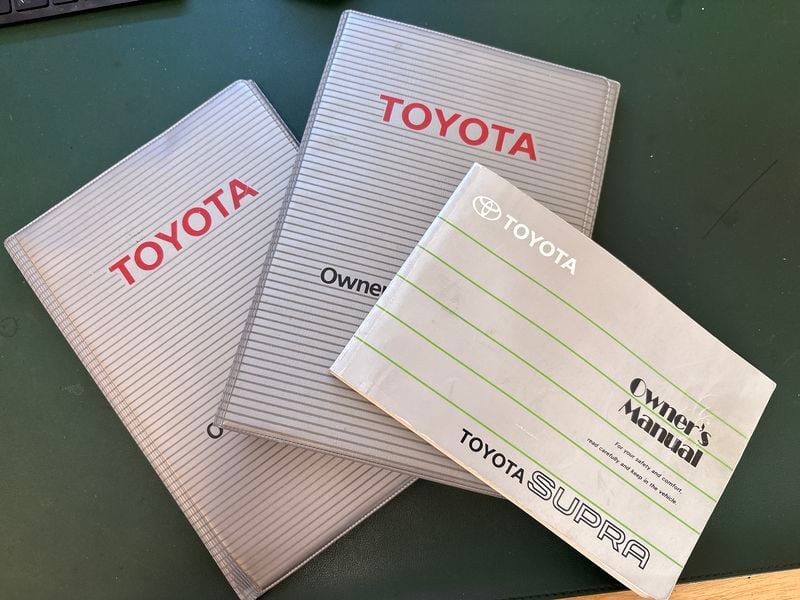 TOYOTA
O
TOYOTA
Owner
TOYOTA
Owner's
Manual
For your safety and comfort,
read carefully and keep in the vehicle.
TOYOTA SUPRA